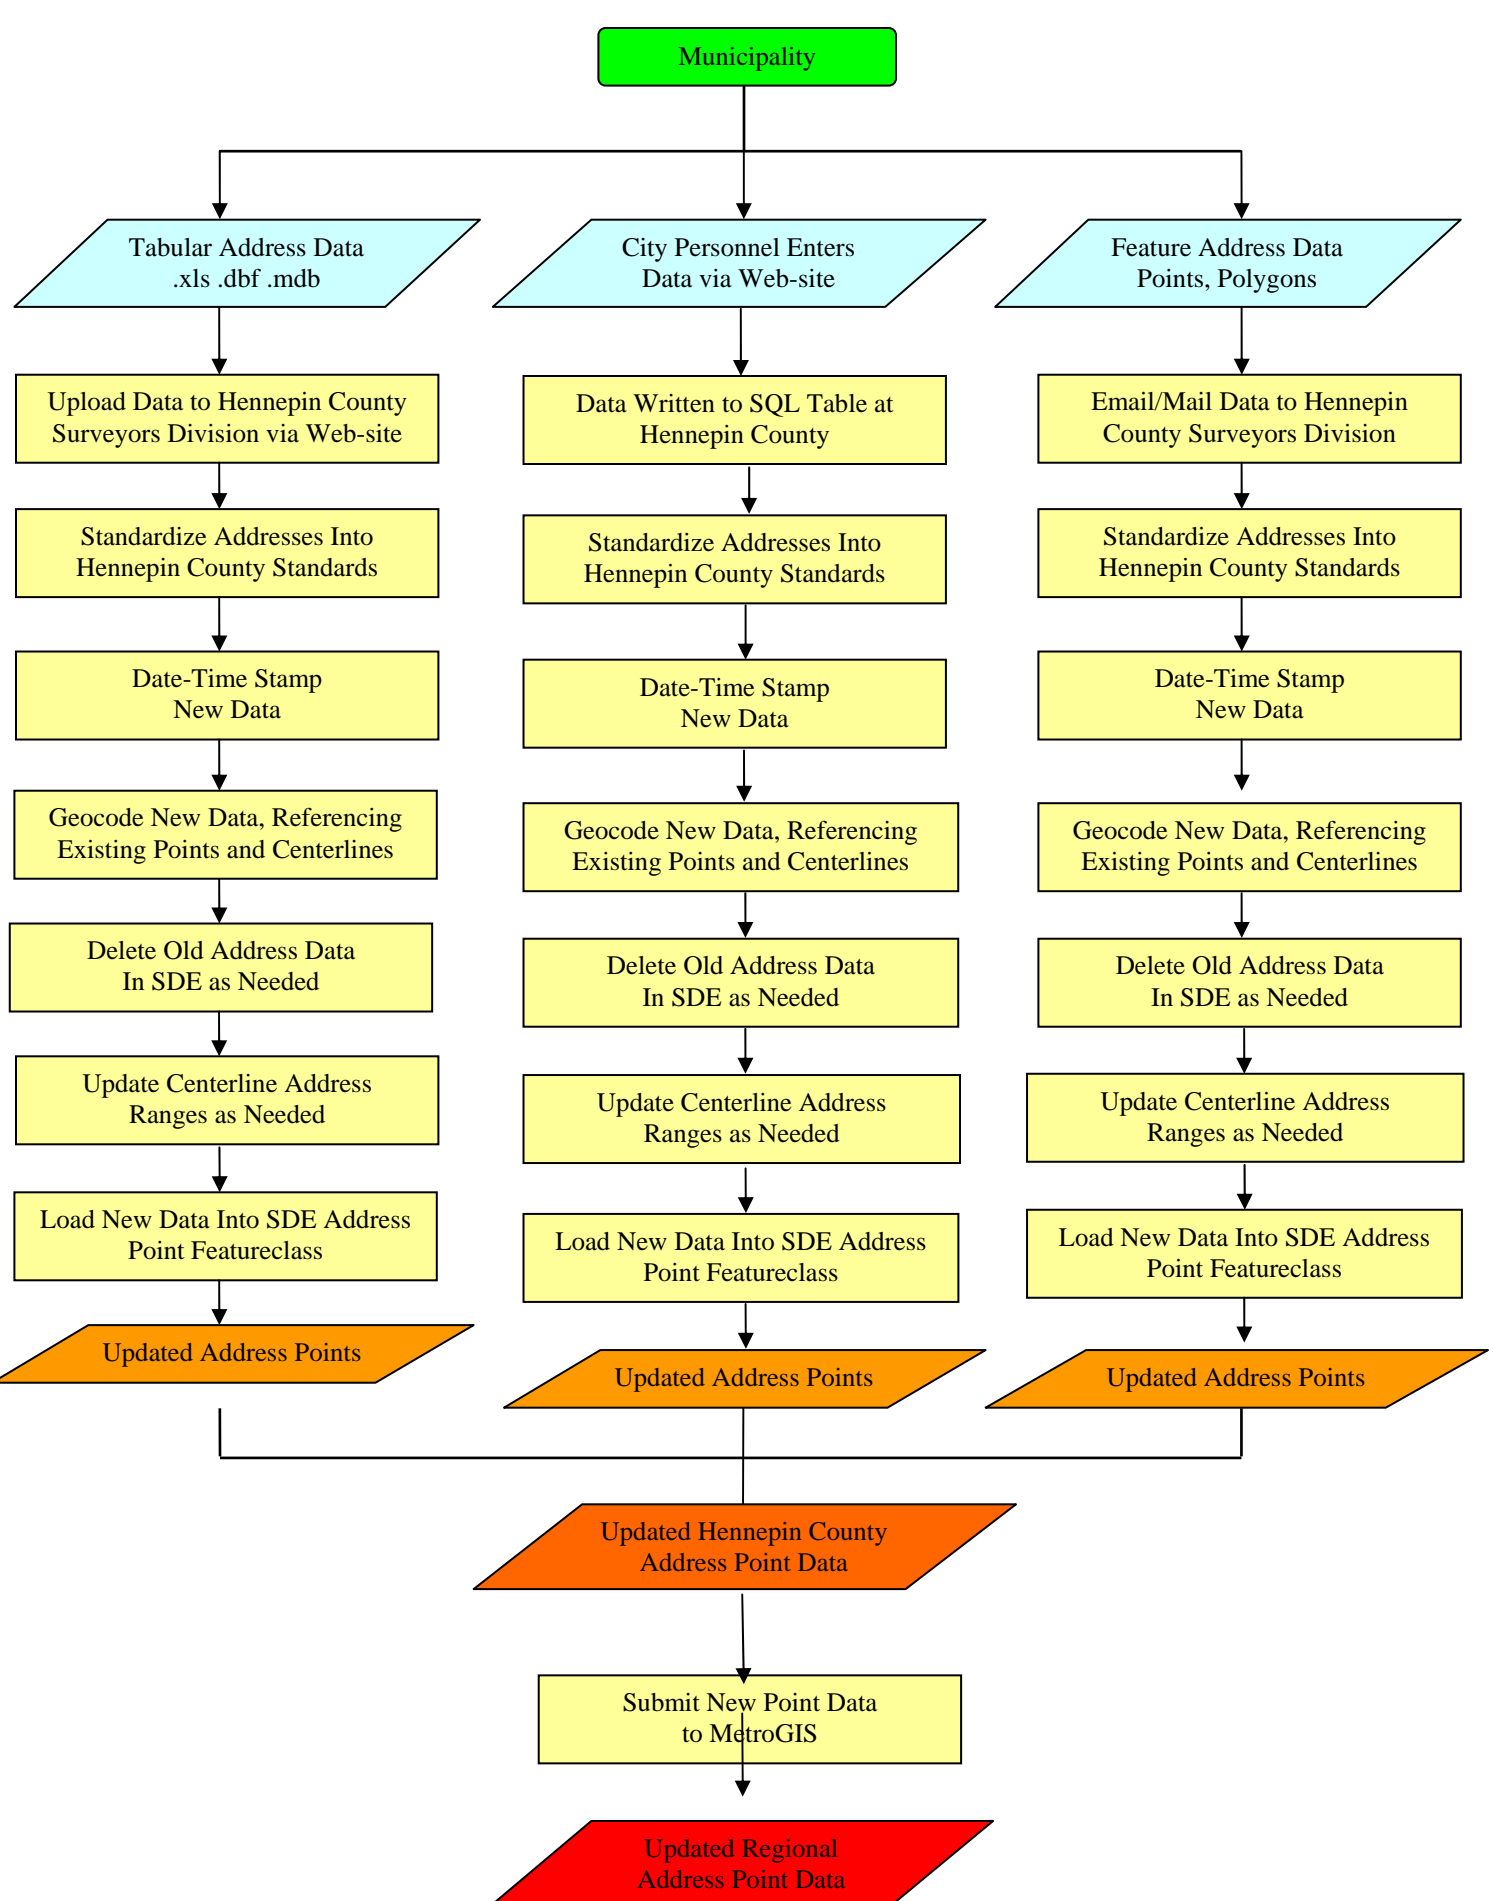 Municipality
Tabular Address Data
.xls .dbf .mdb
City Personnel Enters
Data via Web-site
Feature Address Data
Points, Polygons
Upload Data to Hennepin County
Surveyors Division via Web-site
Data Written to SQL Table at
Hennepin County
Email/Mail Data to Hennepin
County Surveyors Division
Standardize Addresses Into
Hennepin County Standards
Standardize Addresses Into
Hennepin County Standards
Standardize Addresses Into
Hennepin County Standards
Date-Time Stamp
New Data
Date-Time Stamp
New Data
Date-Time Stamp
New Data
Geocode New Data, Referencing
Existing Points and Centerlines
Geocode New Data, Referencing
Existing Points and Centerlines
Geocode New Data, Referencing
Existing Points and Centerlines
Delete Old Address Data
In SDE as Needed
Delete Old Address Data
In SDE as Needed
Delete Old Address Data
In SDE as Needed
Update Centerline Address
Ranges as Needed
Update Centerline Address
Ranges as Needed
Update Centerline Address
Ranges as Needed
Load New Data Into SDE Address
Point Featureclass
Load New Data Into SDE Address
Point Featureclass
Load New Data Into SDE Address
Point Featureclass
Updated Address Points
Updated Address Points
Updated Address Points
Updated Hennepin County
Address Point Data
Submit New Point Data
to MetroGIS
Updated Regional
Address Point Data